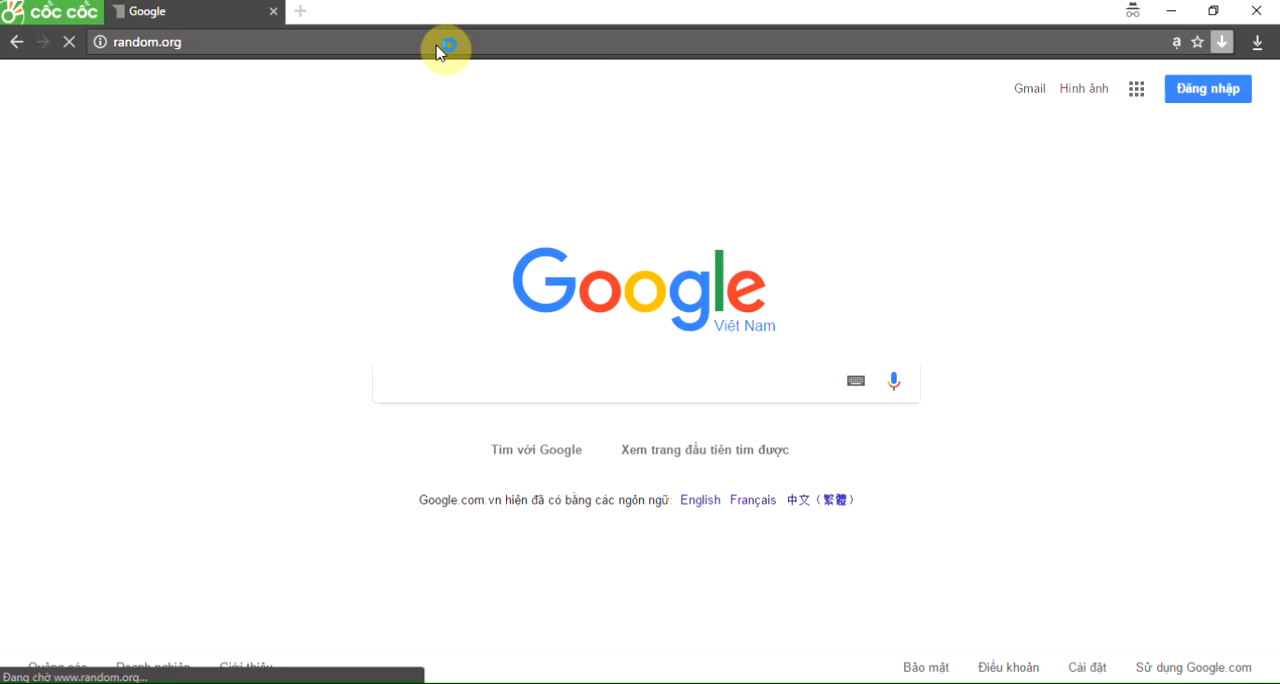 cốc cốc
Google
random.org
Gmail Hình ảnh Đăng nhập
Google
Việt Nam
Tìm với Google Xem trang đầu tiên tìm được
Google.com.vn hiện đã có bằng các ngôn ngữ: English Français 中文（繁體）
Quảng cáo Doanh nghiệp Giới thiệu Bảo mật Điều khoản Cài đặt Sử dụng Google.com
Đang chờ www.random.org...